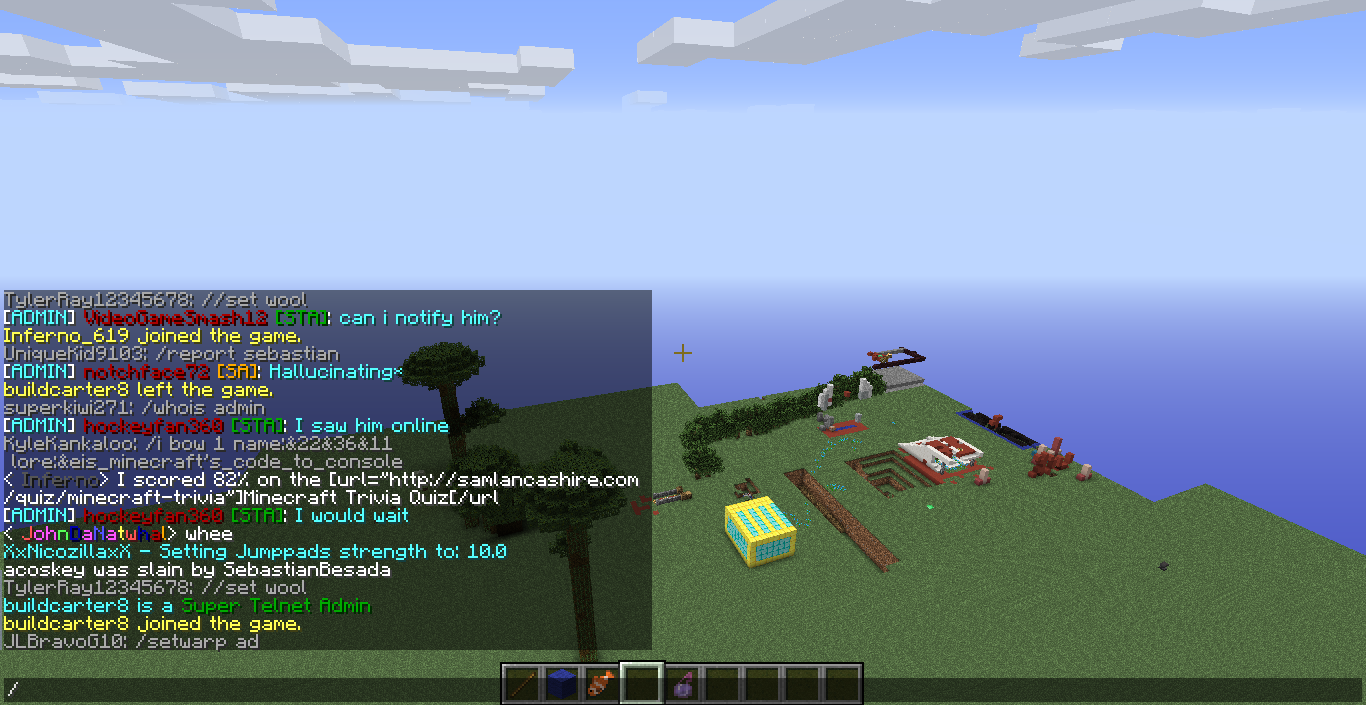 TylerRay12345678: //set wool
[ADMIN] VideoGameSmash12 [STA]: can i notify him?
Inferno_619 joined the game.
UniqueKid9103: /report sebastian
[ADMIN] notchface72 [SA]: Hallucinating*
buildcarter8 left the game.
superkiwi271: /whois admin
[ADMIN] hockeyfan360 [STA]: I saw him online
KyleKankaloo: /i bow 1 name:&22&36&11
lore:&eis_minecraft's_code_to_console
< Inferno> I scored 82% on the [url="http://samlancashire.com
/quiz/minecraft-trivia"]Minecraft Trivia Quiz[/url
[ADMIN] hockeyfan360 [STA]: I would wait
< JohnDaNatwhal> whee
XxNicozillaxX - Setting Jumppads strength to: 10.0
acoskey was slain by SebastianBesada
TylerRay12345678: //set wool
buildcarter8 is a Super Telnet Admin
buildcarter8 joined the game.
JLBravoG10: /setwarp ad
/